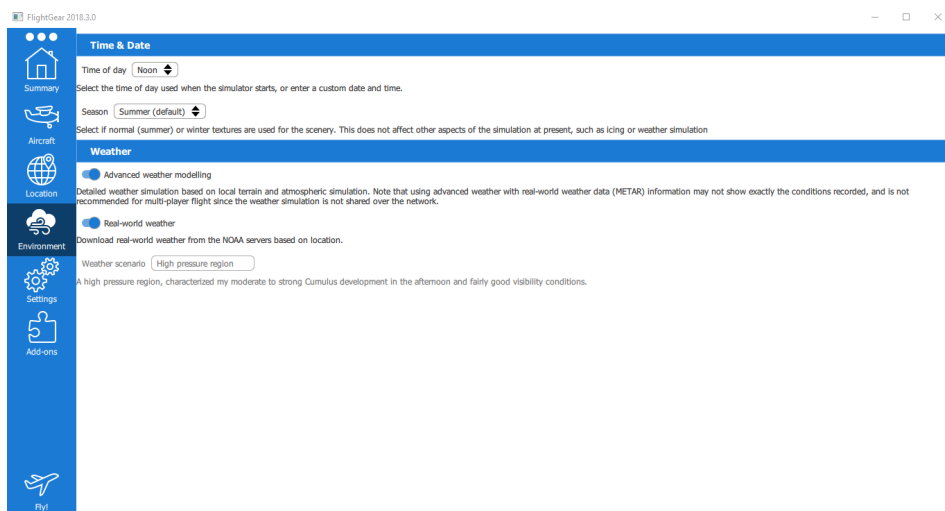 FlightGear 2018.3.0
Time & Date
Time of day Noon
Summary
Select the time of day used when the simulator starts, or enter a custom date and time.
Season Summer (default)
Select if normal (summer) or winter textures are used for the scenery. This does not affect other aspects of the simulation at present, such as icing or weather simulation
Aircraft
Weather
Advanced weather modelling
Location
Detailed weather simulation based on local terrain and atmospheric simulation. Note that using advanced weather with real-world weather data (METAR) information may not show exactly the conditions recorded, and is not
recommended for multi-player flight since the weather simulation is not shared over the network.
Real-world weather
Environment
Download real-world weather from the NOAA servers based on location.
Weather scenario High pressure region
A high pressure region, characterized my moderate to strong Cumulus development in the afternoon and fairly good visibility conditions.
Settings
Add-ons
Fly!